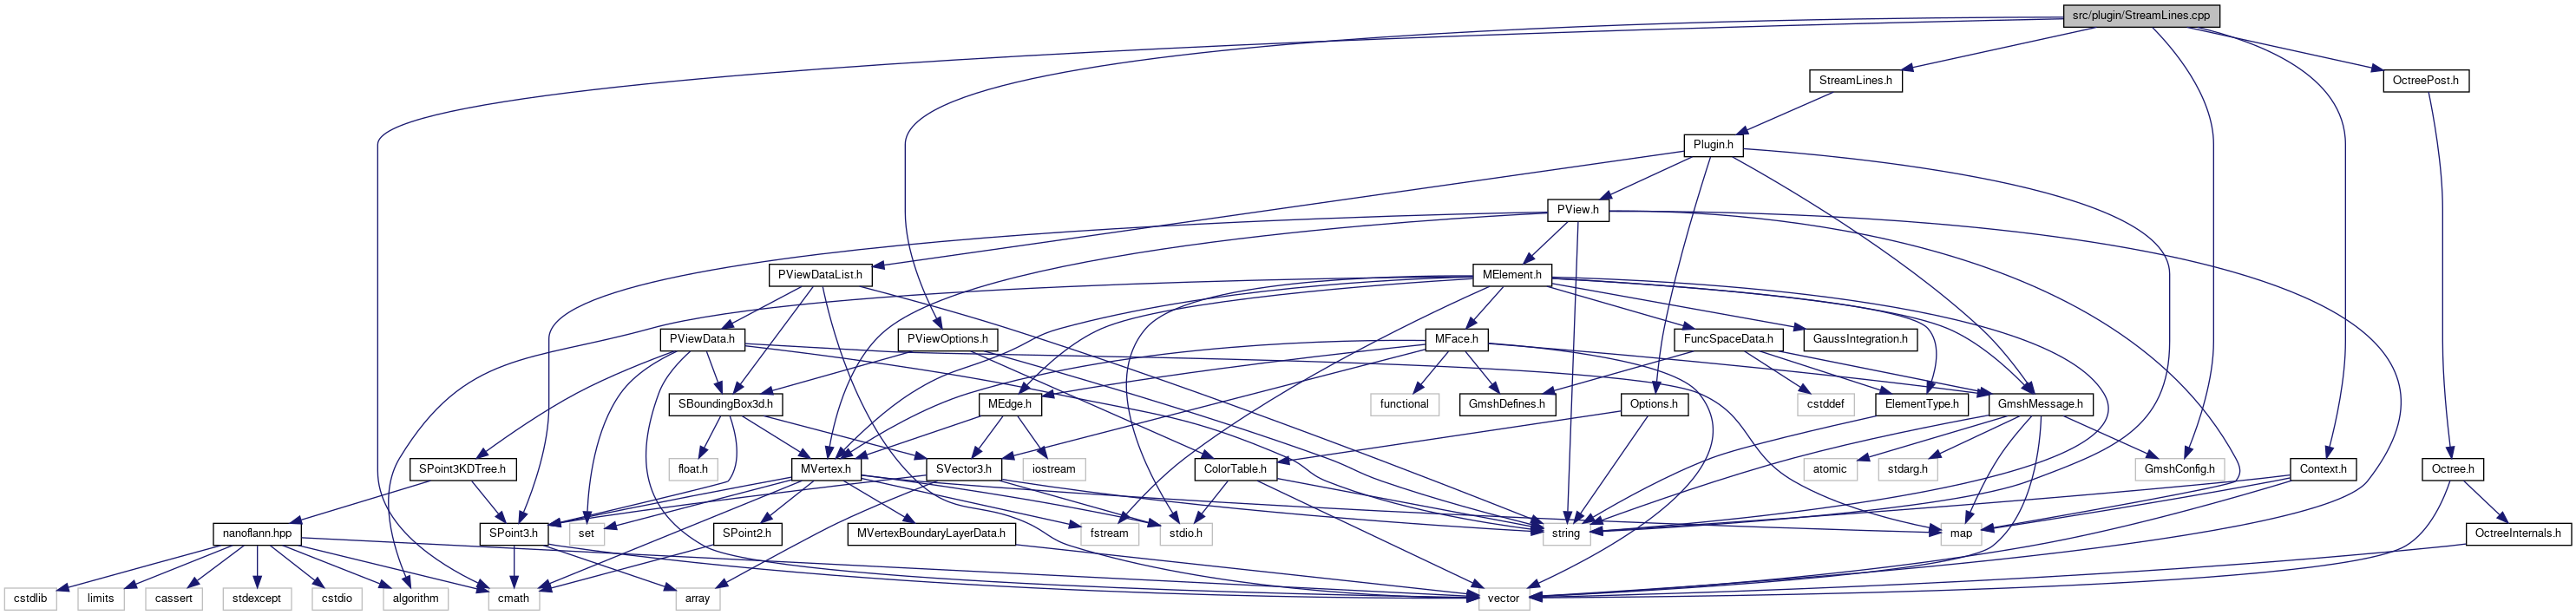 src/plugin/StreamLines.cpp
StreamLines.h
OctreePost.h
Plugin.h
PView.h
PViewDataList.h
MElement.h
PViewData.h
PViewOptions.h
MFace.h
FuncSpaceData.h
GaussIntegration.h
SBoundingBox3d.h
MEdge.h
functional
GmshDefines.h
Options.h
cstddef
ElementType.h
GmshMessage.h
SPoint3KDTree.h
float.h
MVertex.h
SVector3.h
iostream
ColorTable.h
atomic
stdarg.h
GmshConfig.h
Context.h
Octree.h
nanoflann.hpp
SPoint3.h
set
SPoint2.h
MVertexBoundaryLayerData.h
fstream
stdio.h
string
map
OctreeInternals.h
cstdlib
limits
cassert
stdexcept
cstdio
algorithm
cmath
array
vector